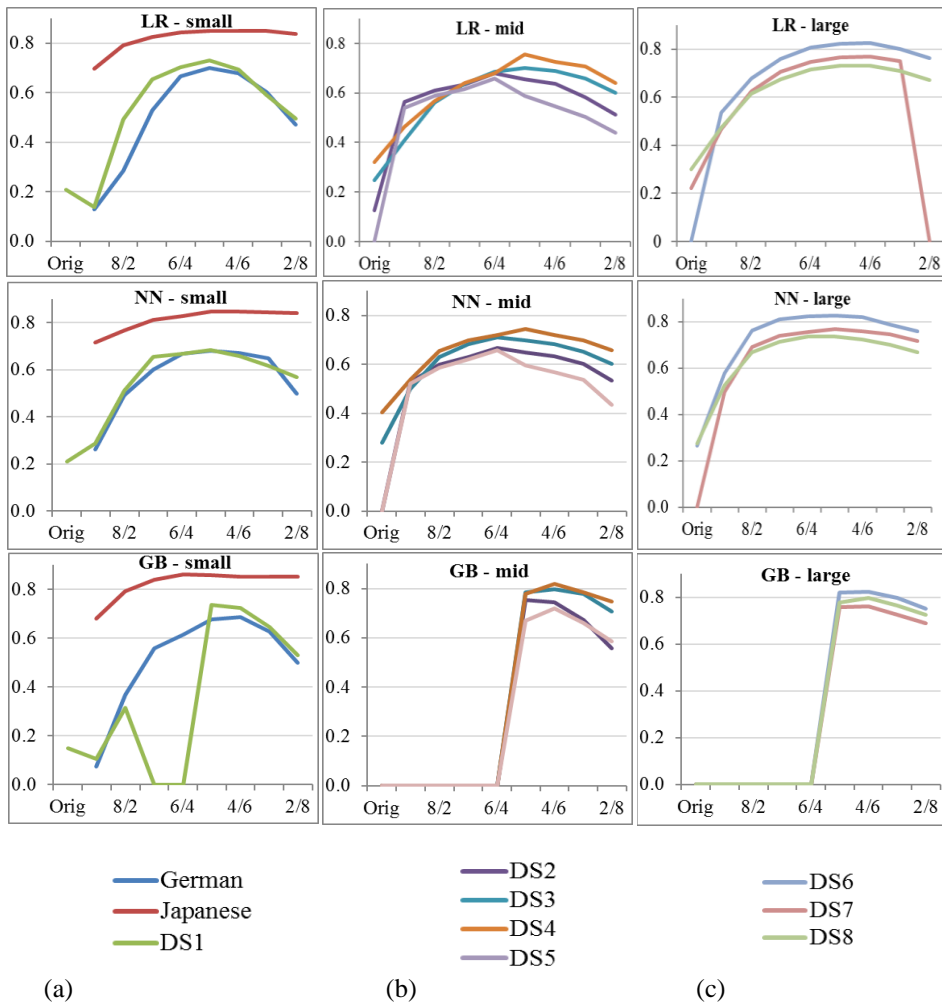 LR - small
0.8
0.6
0.4
0.2
0.0
Orig 8/2 6/4 4/6 2/8
LR - mid
0.8
0.6
0.4
0.2
0.0
Orig 8/2 6/4 4/6 2/8
LR - large
0.8
0.6
0.4
0.2
0
Orig 8/2 6/4 4/6 2/8
NN - small
0.8
0.6
0.4
0.2
0.0
Orig 8/2 6/4 4/6 2/8
NN - mid
0.8
0.6
0.4
0.2
0.0
Orig 8/2 6/4 4/6 2/8
NN - large
0.8
0.6
0.4
0.2
0.0
Orig 8/2 6/4 4/6 2/8
GB - small
0.8
0.6
0.4
0.2
0.0
Orig 8/2 6/4 4/6 2/8
GB - mid
0.8
0.6
0.4
0.2
0.0
Orig 8/2 6/4 4/6 2/8
GB - large
0.8
0.6
0.4
0.2
0.0
Orig 8/2 6/4 4/6 2/8
German
Japanese
DS1
DS2
DS3
DS4
DS5
DS6
DS7
DS8
(a) (b) (c)